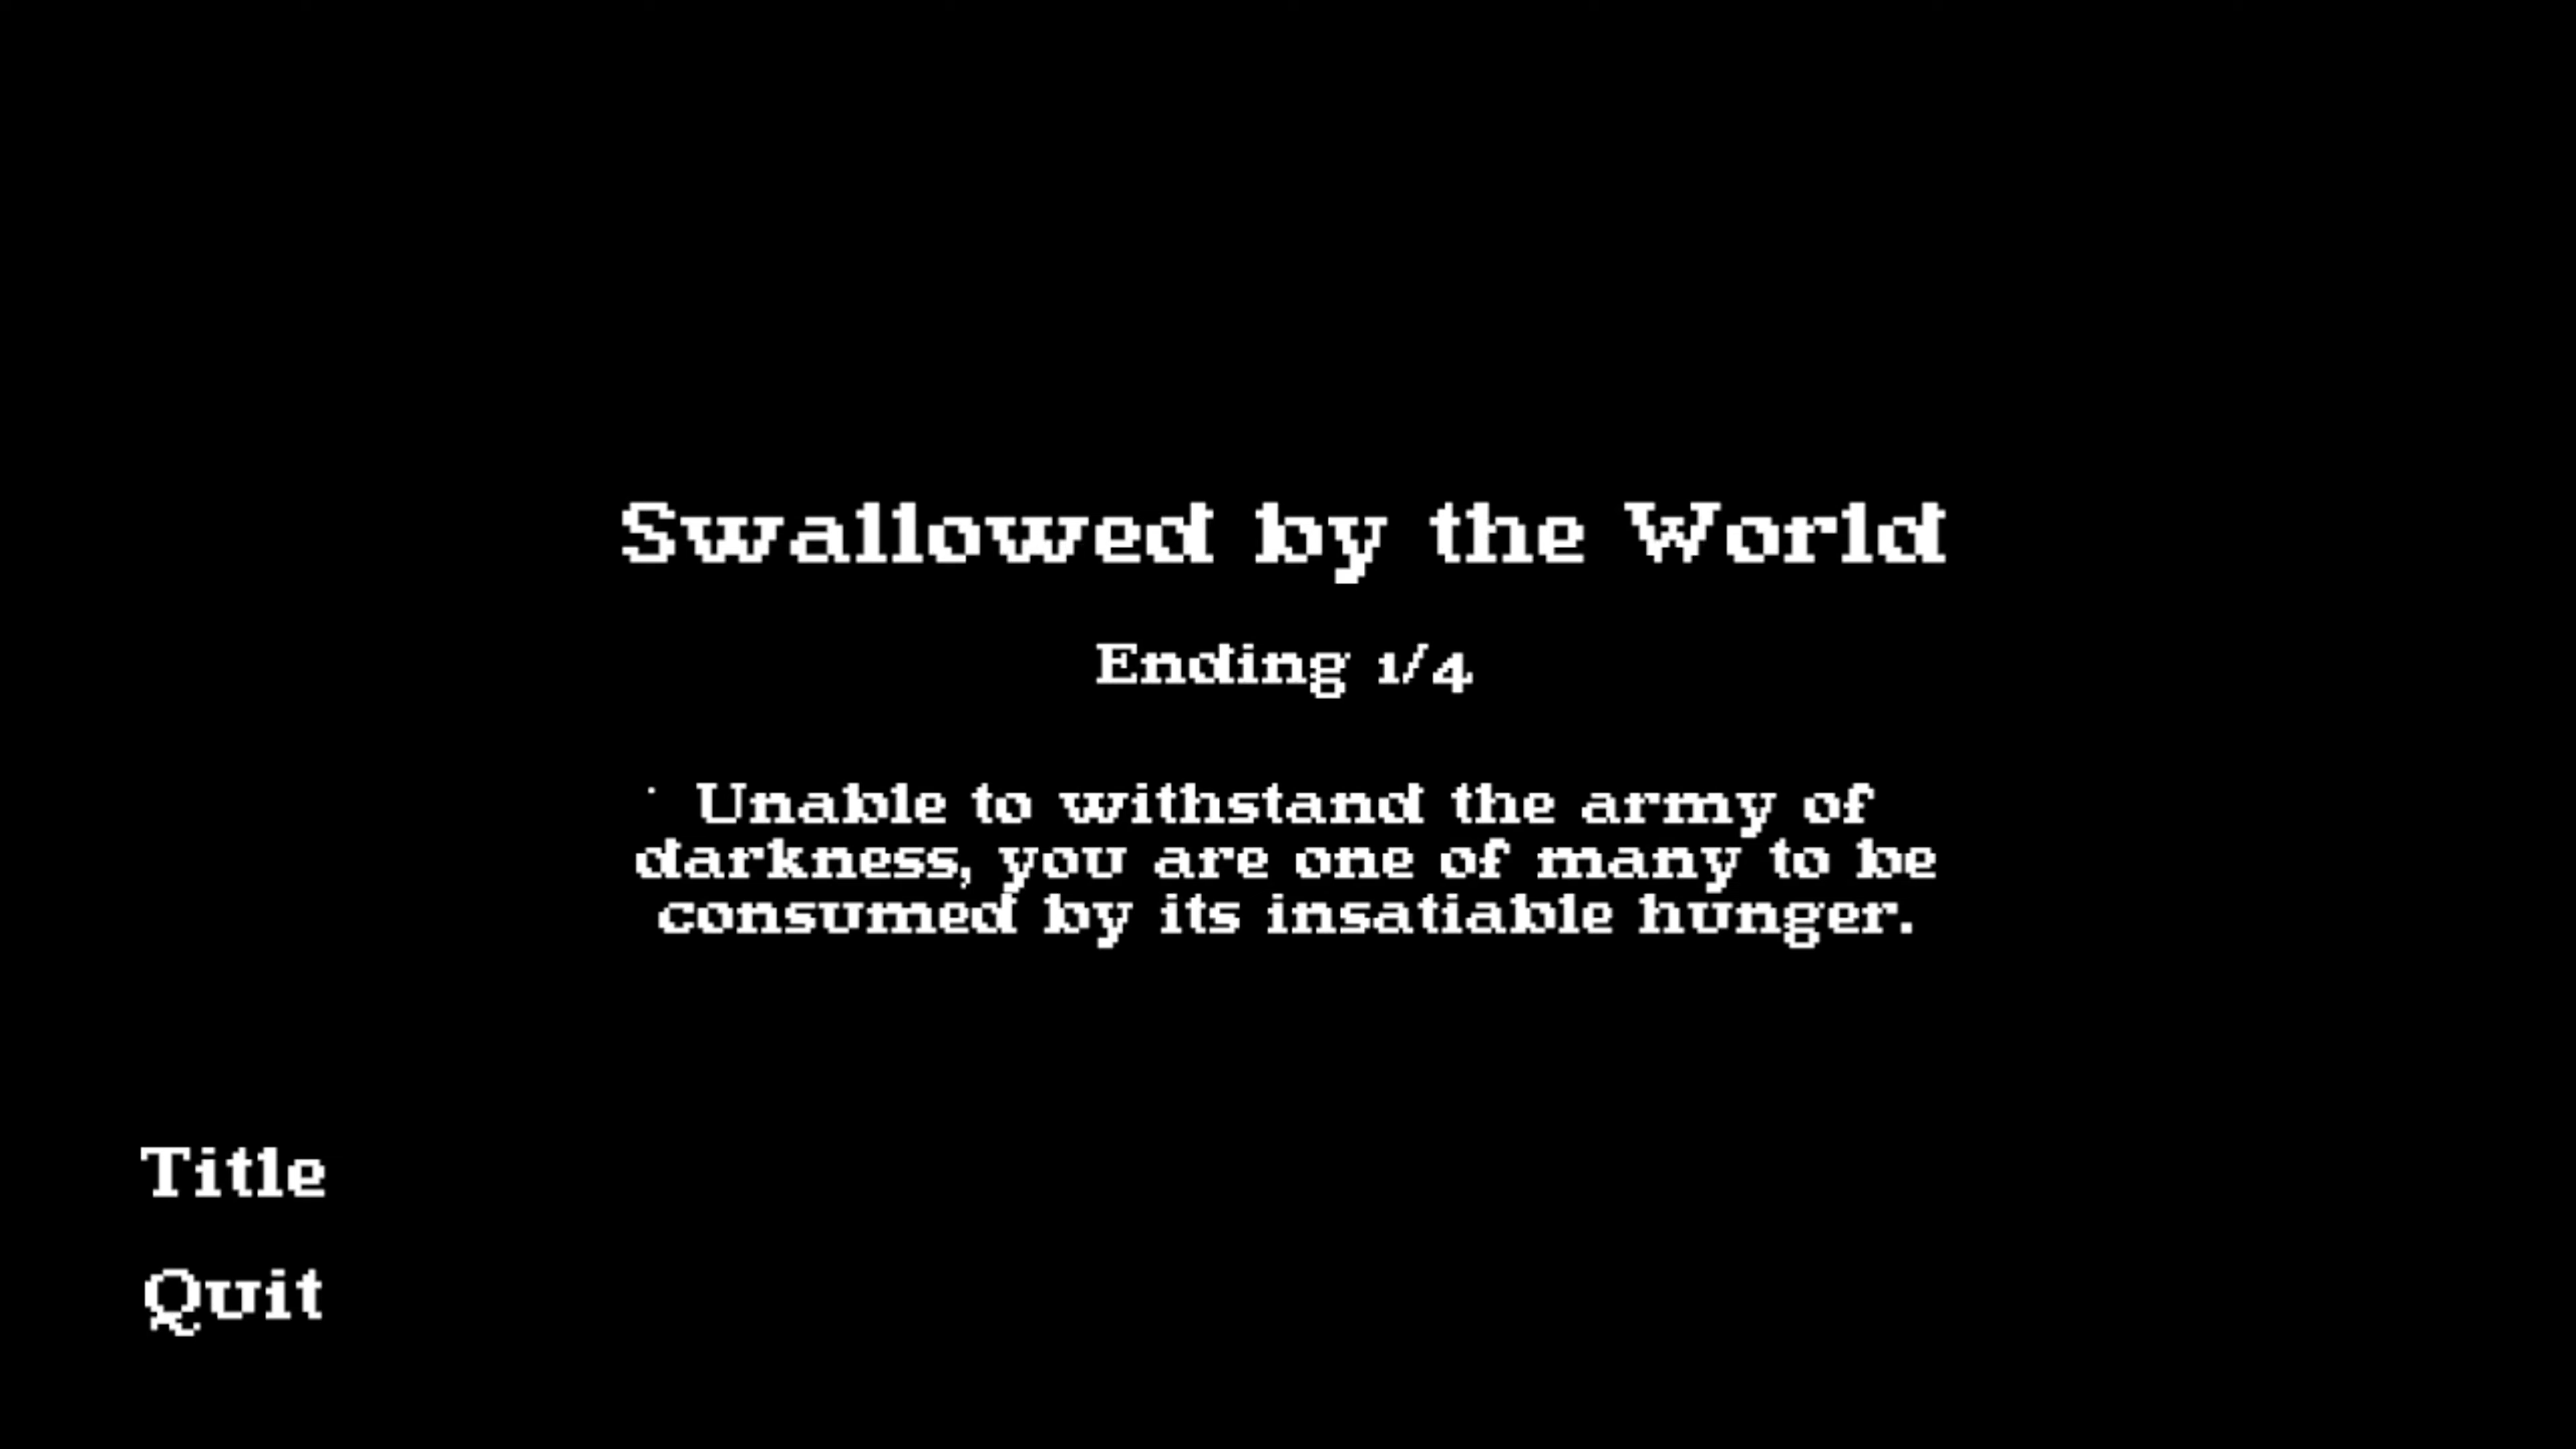 Swallowed by the World
Ending 1/4
Unable to withstand the army of
darkness, you are one of many to be
consumed by its insatiable hunger.
Title
Quit